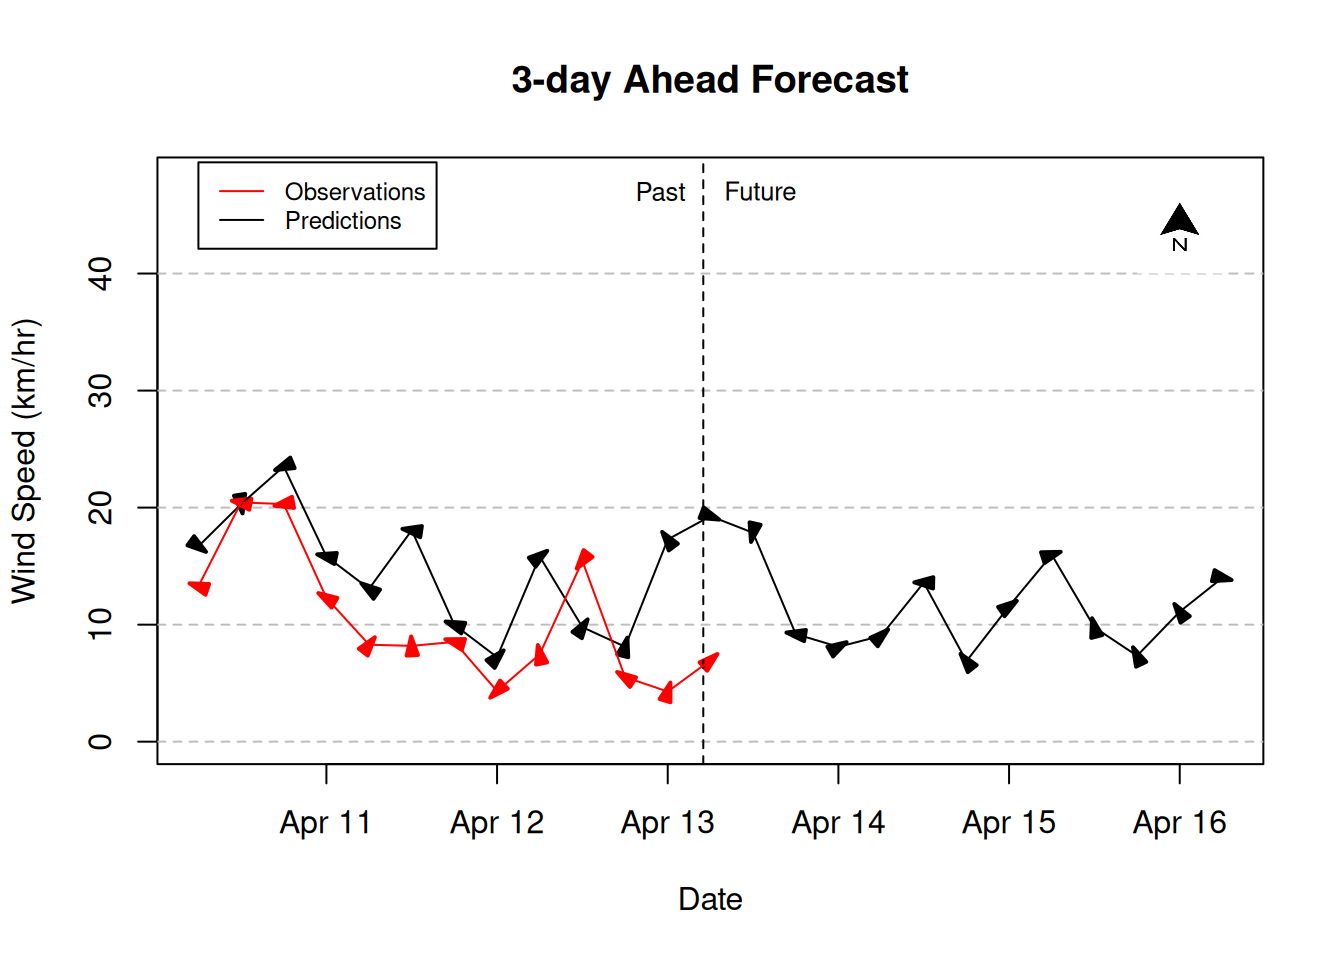 3-day Ahead Forecast
Observations
Predictions
Past
Future
N
40
30
20
10
0
Wind Speed (km/hr)
Apr 11
Apr 12
Apr 13
Apr 14
Apr 15
Apr 16
Date